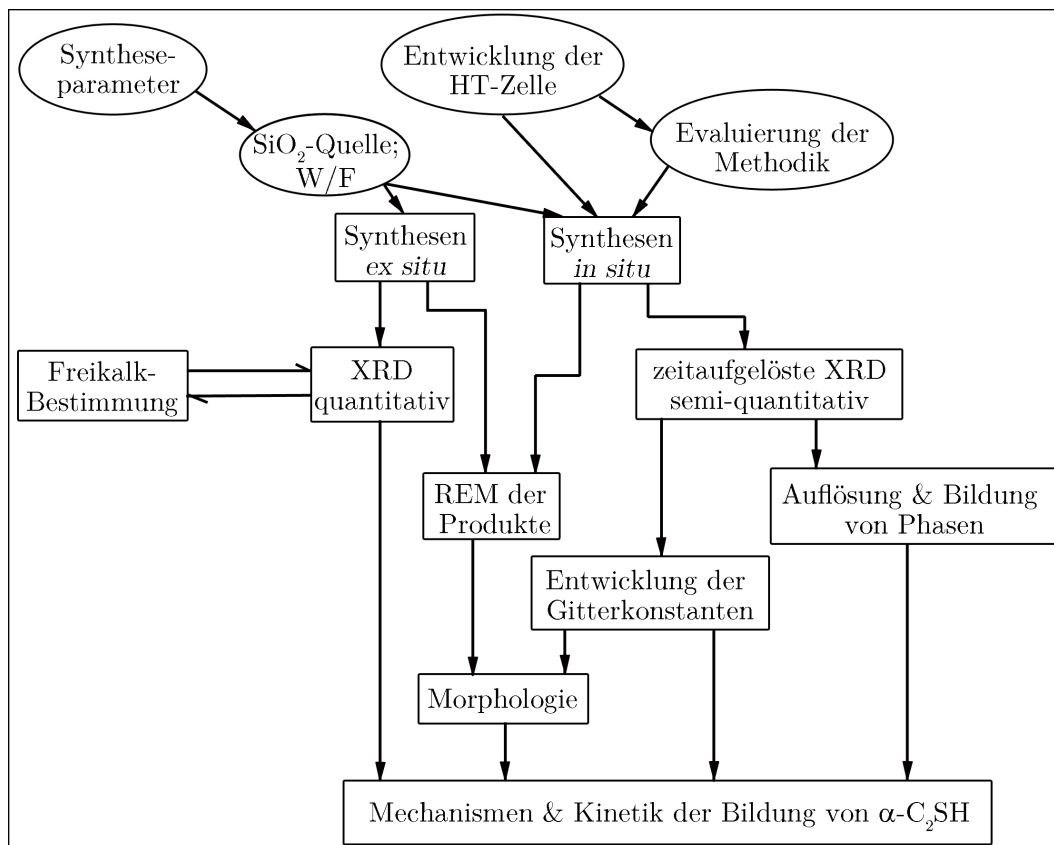 Synthese-
parameter
Entwicklung der
HT-Zelle
SiO₂-Quelle;
W/F
Evaluierung der
Methodik
Synthesen
ex situ
Synthesen
in situ
Freikalk-
Bestimmung
XRD
quantitativ
zeitaufgelöste XRD
semi-quantitativ
REM der
Produkte
Auflösung & Bildung
von Phasen
Entwicklung der
Gitterkonstanten
Morphologie
Mechanismen & Kinetik der Bildung von α-C₂SH